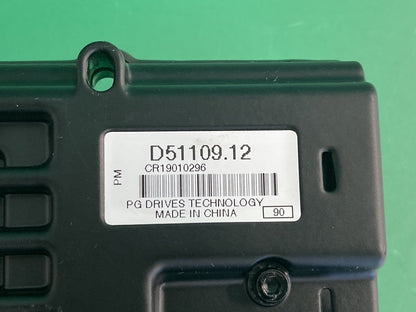 D51109.12
CR19010296
PM
PG DRIVES TECHNOLOGY
MADE IN CHINA
90